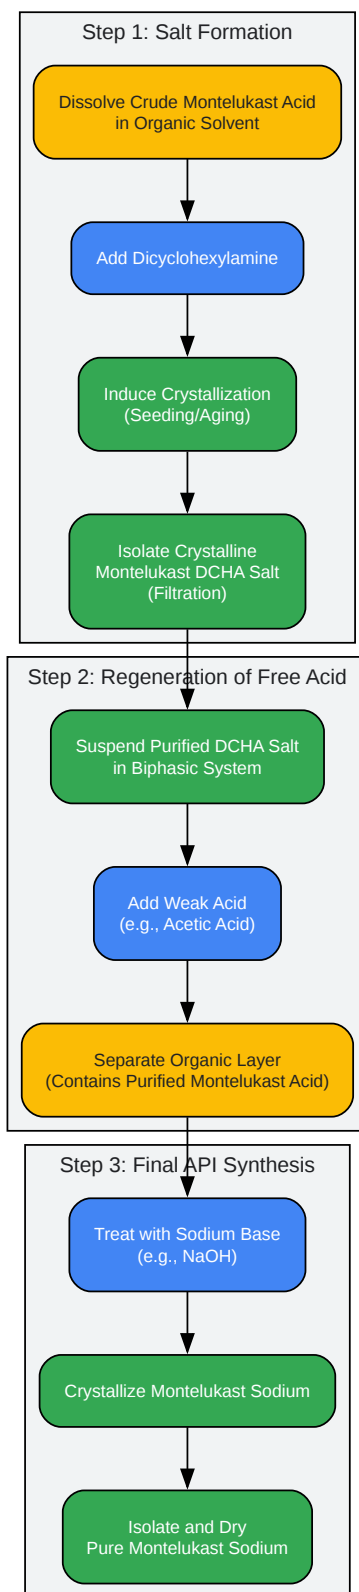 Step 1: Salt Formation
Dissolve Crude Montelukast Acid
in Organic Solvent
Add Dicyclohexylamine
Induce Crystallization
(Seeding/Aging)
Isolate Crystalline
Montelukast DCHA Salt
(Filtration)
Step 2: Regeneration of Free Acid
Suspend Purified DCHA Salt
in Biphasic System
Add Weak Acid
(e.g., Acetic Acid)
Separate Organic Layer
(Contains Purified Montelukast Acid)
Step 3: Final API Synthesis
Treat with Sodium Base
(e.g., NaOH)
Crystallize Montelukast Sodium
Isolate and Dry
Pure Montelukast Sodium